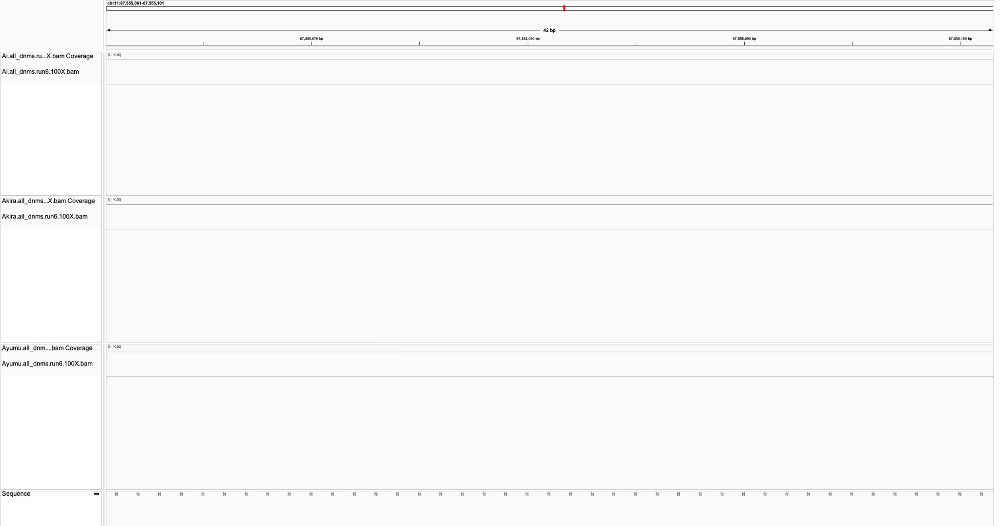 chr11:67,555,061-67,555,101
42 bp
67,555,070 bp 67,555,080 bp 67,555,090 bp 67,555,100 bp
Ai.all_dnms.ru...X.bam Coverage
[0 - 10.00]
Ai.all_dnms.run6.100X.bam
Akira.all_dnms...X.bam Coverage
[0 - 10.00]
Akira.all_dnms.run6.100X.bam
Ayumu.all_dnm....bam Coverage
[0 - 10.00]
Ayumu.all_dnms.run6.100X.bam
Sequence N N N N N N N N N N N N N N N N N N N N N N N N N N N N N N N N N N N N N N N N N